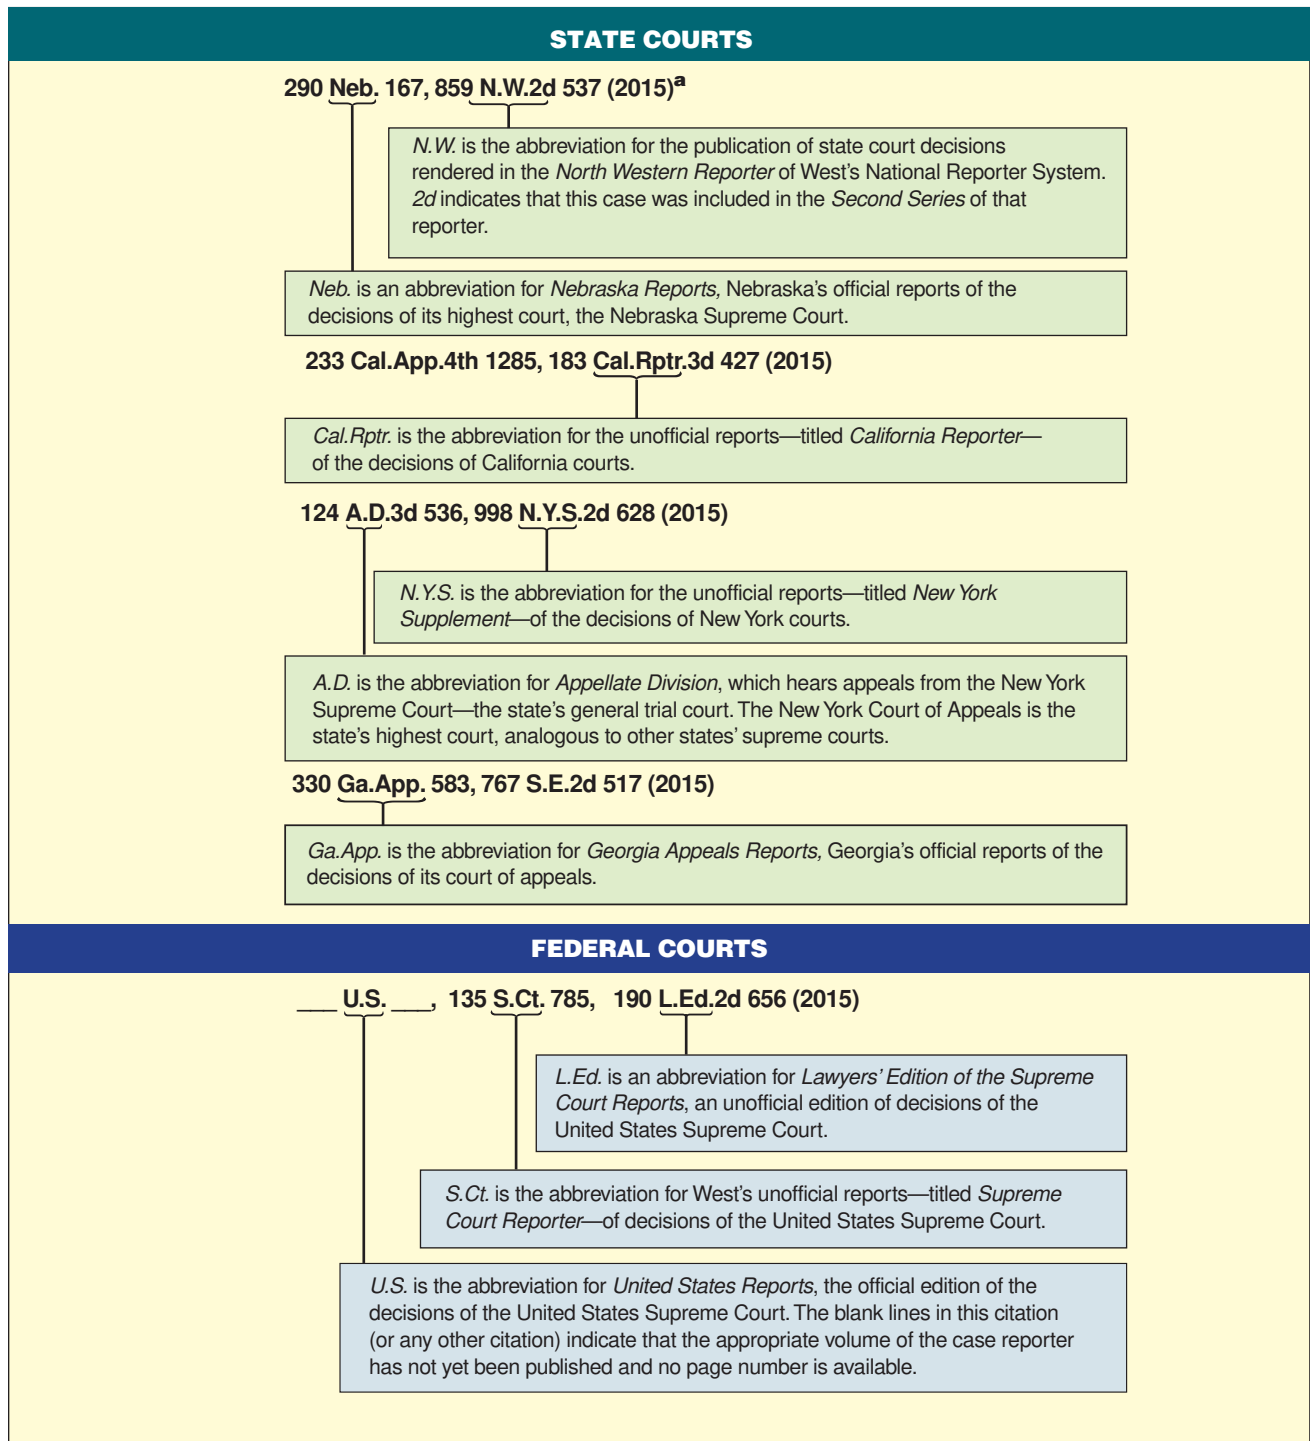 STATE COURTS
290 Neb. 167, 859 N.W.2d 537 (2015)a
N.W. is the abbreviation for the publication of state court decisions
rendered in the North Western Reporter of West's National Reporter System.
2d indicates that this case was included in the Second Series of that
reporter.
Neb. is an abbreviation for Nebraska Reports, Nebraska's official reports of the
decisions of its highest court, the Nebraska Supreme Court.
233 Cal.App.4th 1285, 183 Cal.Rptr.3d 427 (2015)
Cal.Rptr. is the abbreviation for the unofficial reports—titled California Reporter—
of the decisions of California courts.
124 A.D.3d 536, 998 N.Y.S.2d 628 (2015)
N.Y.S. is the abbreviation for the unofficial reports—titled New York
Supplement—of the decisions of New York courts.
A.D. is the abbreviation for Appellate Division, which hears appeals from the New York
Supreme Court—the state's general trial court. The New York Court of Appeals is the
state's highest court, analogous to other states' supreme courts.
330 Ga.App. 583, 767 S.E.2d 517 (2015)
Ga.App. is the abbreviation for Georgia Appeals Reports, Georgia's official reports of the
decisions of its court of appeals.
FEDERAL COURTS
___ U.S. ___, 135 S.Ct. 785, 190 L.Ed.2d 656 (2015)
L.Ed. is an abbreviation for Lawyers' Edition of the Supreme
Court Reports, an unofficial edition of decisions of the
United States Supreme Court.
S.Ct. is the abbreviation for West's unofficial reports—titled Supreme
Court Reporter—of decisions of the United States Supreme Court.
U.S. is the abbreviation for United States Reports, the official edition of the
decisions of the United States Supreme Court. The blank lines in this citation
(or any other citation) indicate that the appropriate volume of the case reporter
has not yet been published and no page number is available.